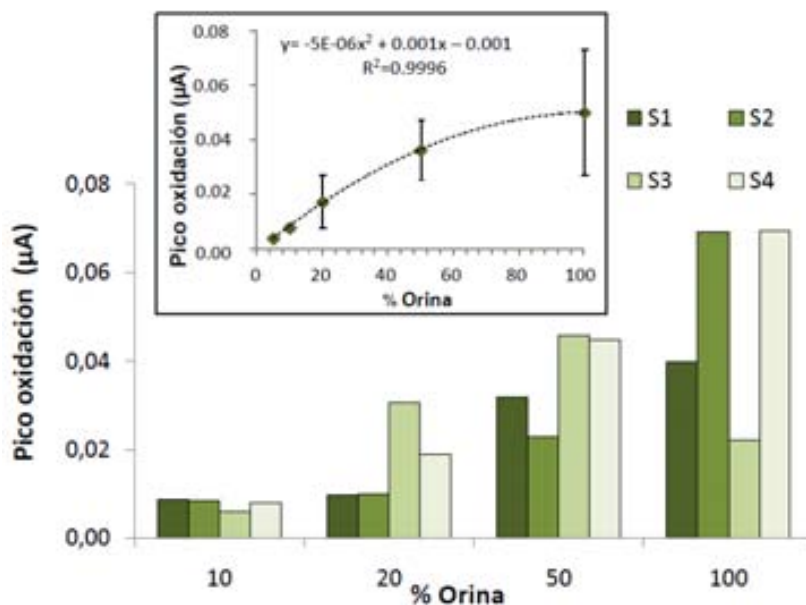 y= -5E-06x² + 0.001x – 0.001
R²=0.9996
Pico oxidación (µA)
0.08
0.06
0.04
0.02
0.00
0 20 40 60 80 100
% Orina
S1 S2
S3 S4
Pico oxidación (µA)
0,08
0,06
0,04
0,02
0,00
10 20 50 100
% Orina